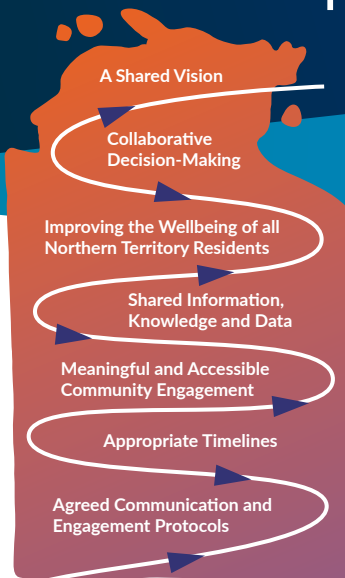 A Shared Vision
Collaborative
Decision-Making
Improving the Wellbeing of all
Northern Territory Residents
Shared Information,
Knowledge and Data
Meaningful and Accessible
Community Engagement
Appropriate Timelines
Agreed Communication and
Engagement Protocols